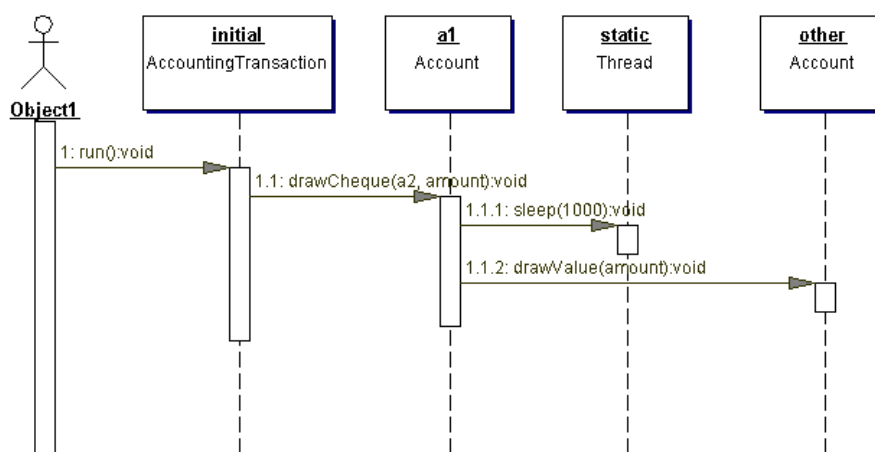 initial
AccountingTransaction
a1
Account
static
Thread
other
Account
Object1
1: run():void
1.1: drawCheque(a2, amount):void
1.1.1: sleep(1000):void
1.1.2: drawValue(amount):void